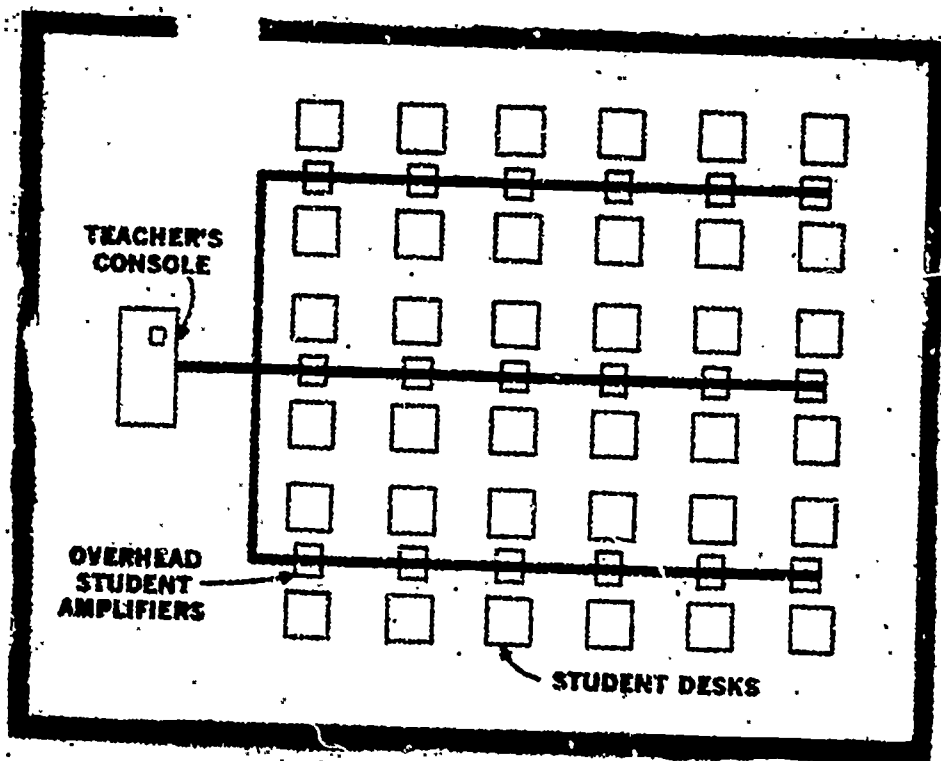 TEACHER'S
CONSOLE
OVERHEAD
STUDENT
AMPLIFIERS
STUDENT DESKS